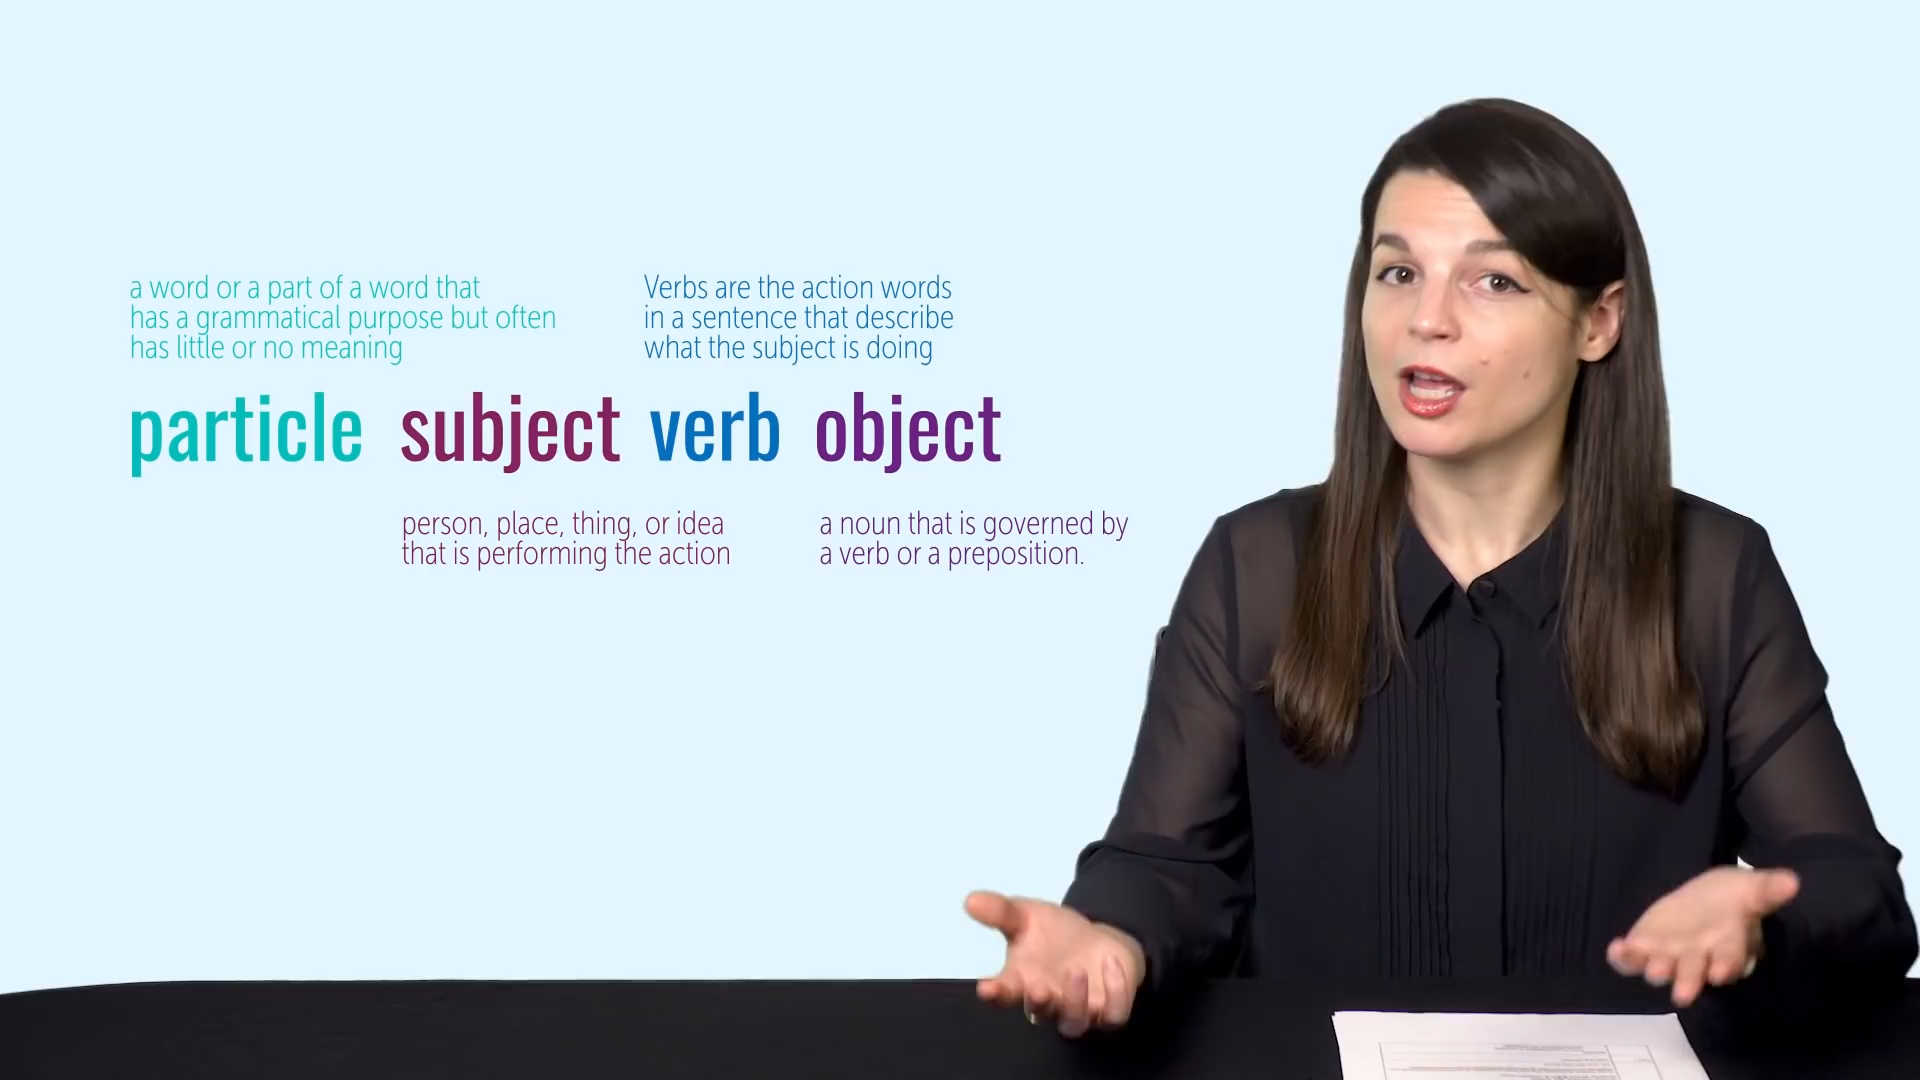 a word or a part of a word that
has a grammatical purpose but often
has little or no meaning
Verbs are the action words
in a sentence that describe
what the subject is doing
particle subject verb object
person, place, thing, or idea
that is performing the action
a noun that is governed by
a verb or a preposition.